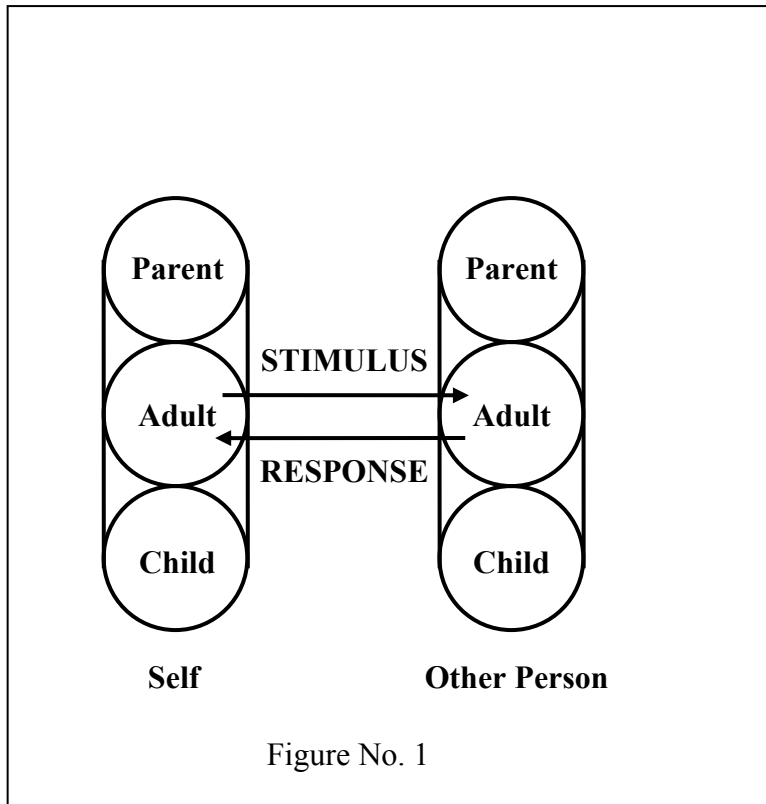 Parent Parent
STIMULUS
Adult Adult
RESPONSE
Child Child
Self Other Person
Figure No. 1